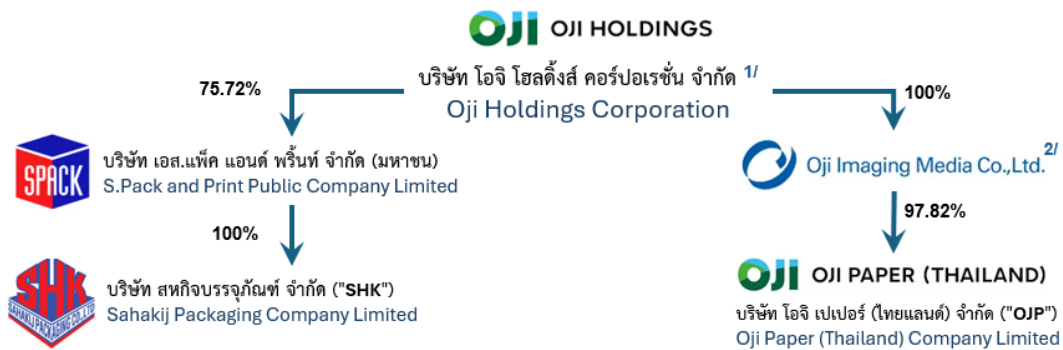 OJI OJI HOLDINGS
บริษัท โอจิ โฮลดิ้งส์ คอร์ปอเรชั่น จำกัด 1/
Oji Holdings Corporation
75.72%
100%
SPACK
บริษัท เอส.แพ็ค แอนด์ พริ้นท์ จำกัด (มหาชน)
S.Pack and Print Public Company Limited
Oji Imaging Media Co.,Ltd. 2/
100%
97.82%
SHK
SAHAKIJ PACKAGING CO.,LTD
บริษัท สหกิจบรรจุภัณฑ์ จำกัด ("SHK")
Sahakij Packaging Company Limited
OJI OJI PAPER (THAILAND)
บริษัท โอจิ เปเปอร์ (ไทยแลนด์) จำกัด ("OJP")
Oji Paper (Thailand) Company Limited